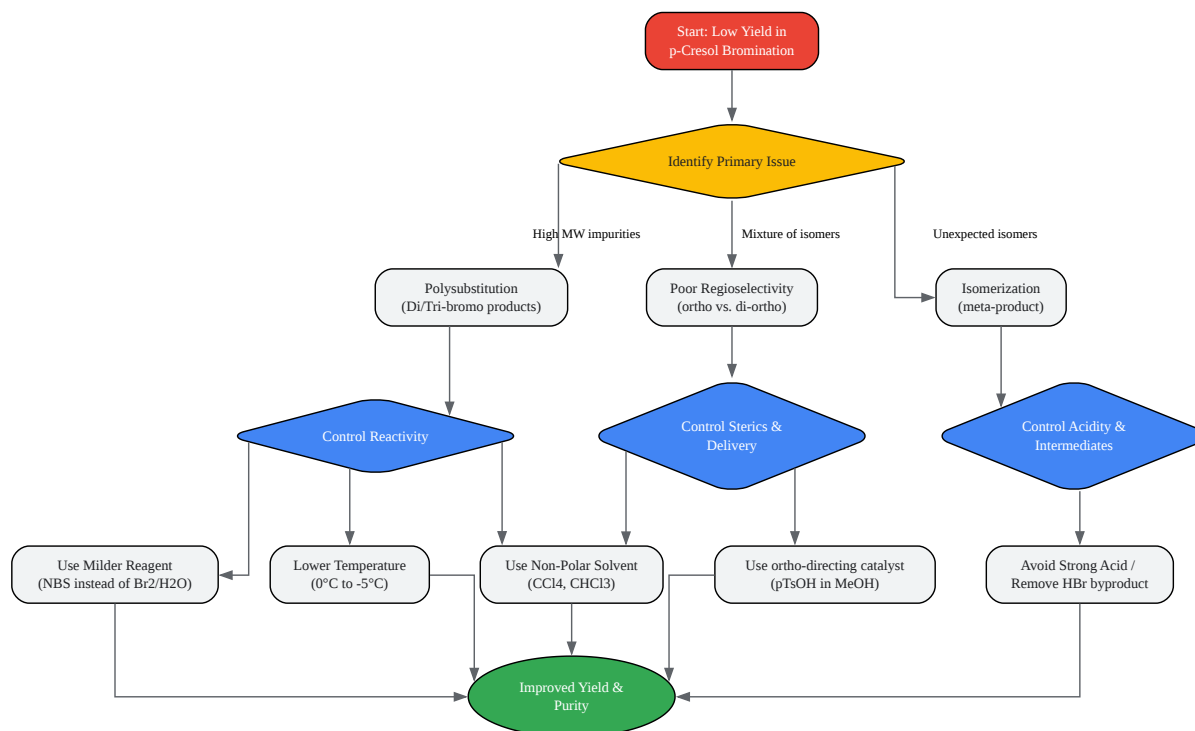 Start: Low Yield in
p-Cresol Bromination
Identify Primary Issue
High MW impurities
Mixture of isomers
Unexpected isomers
Polysubstitution
(Di/Tri-bromo products)
Poor Regioselectivity
(ortho vs. di-ortho)
Isomerization
(meta-product)
Control Reactivity
Control Sterics &
Delivery
Control Acidity &
Intermediates
Use Milder Reagent
(NBS instead of Br2/H2O)
Lower Temperature
(0°C to -5°C)
Use Non-Polar Solvent
(CCl4, CHCl3)
Use ortho-directing catalyst
(pTsOH in MeOH)
Avoid Strong Acid /
Remove HBr byproduct
Improved Yield &
Purity